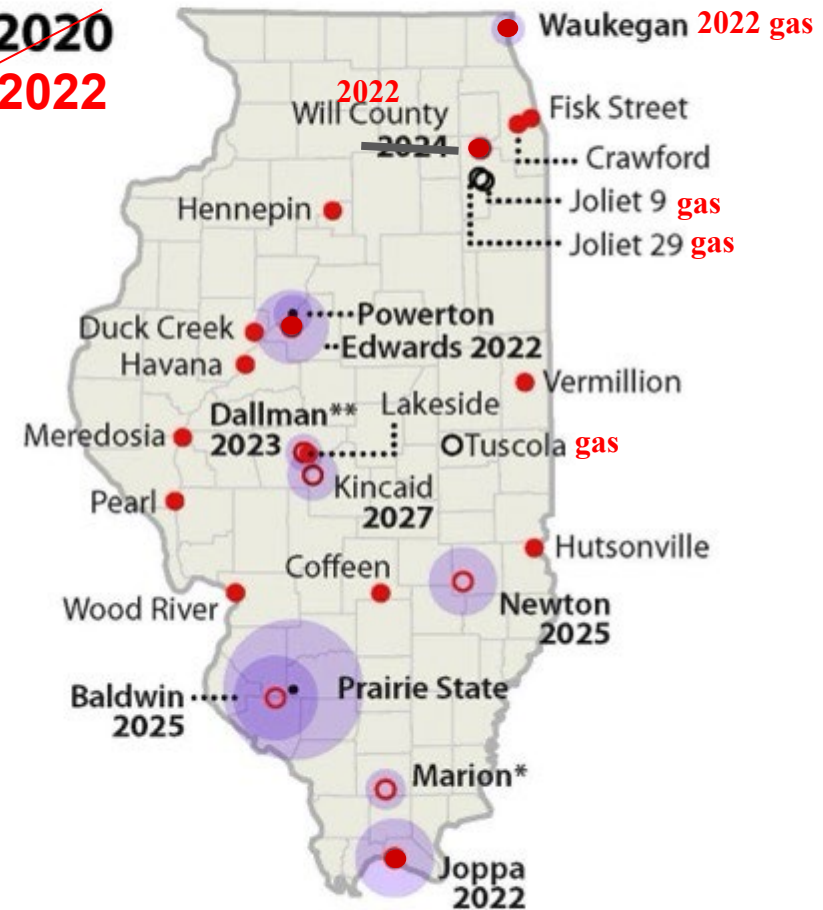 2020
2022
Waukegan 2022 gas
2022
Will County
2024
Fisk Street
Crawford
Joliet 9 gas
Joliet 29 gas
Hennepin
Powerton
Edwards 2022
Duck Creek
Havana
Vermillion
Dallman**
2023
Lakeside
Meredosia
Tuscola gas
Kincaid
2027
Pearl
Hutsonville
Coffeen
Wood River
Newton
2025
Prairie State
Baldwin
2025
Marion*
Joppa
2022